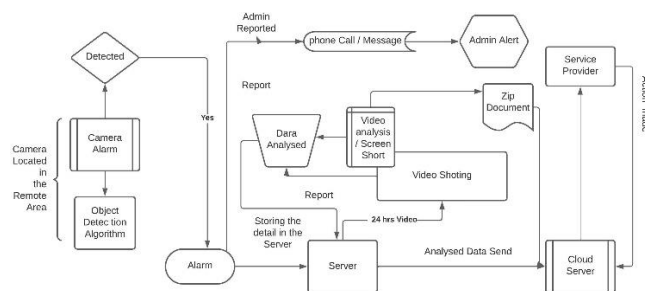 Admin
Reported
phone Call / Message
Admin
Alert
Detected
Service
Provider
Report
Zip
Document
Yes
Camera
Located
in
the
Remote
Area
Camera
Alarm
Dara
Analysed
Video
analysis
/ Screen
Short
Video Shoting
Object
Detection
Algorithm
Report
Storing the
detail in the
Server
24 hrs Video
Analysed Data Send
Alarm
Server
Cloud
Server